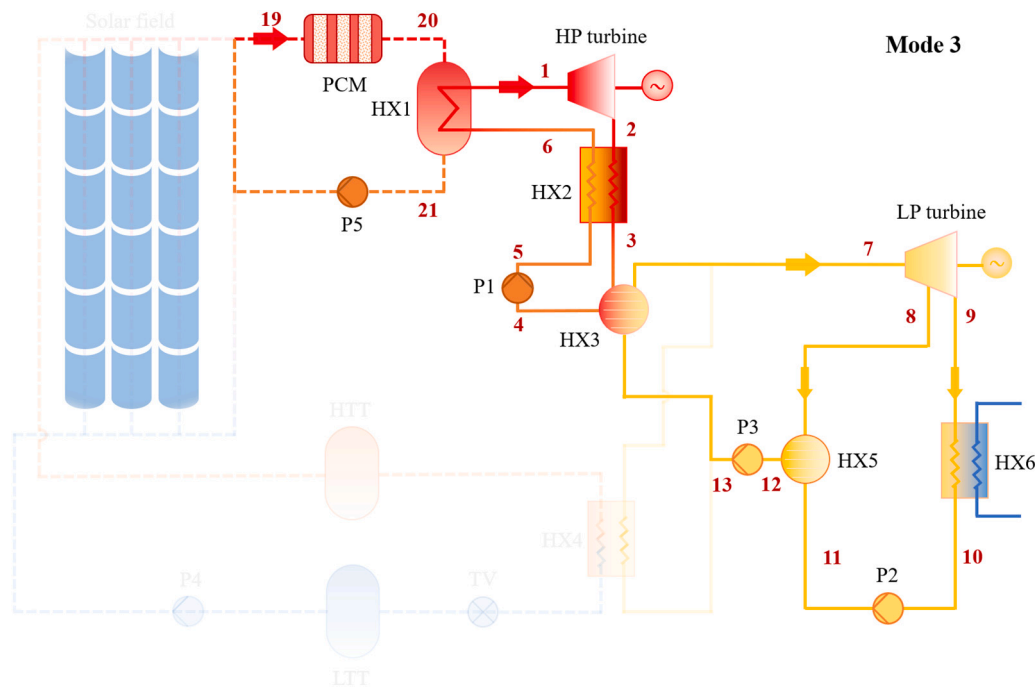 Solar field
19
20
HP turbine
Mode 3
PCM
1
HX1
2
6
HX2
21
P5
LP turbine
3
5
7
P1
4
8
9
HX3
HTT
P3
HX5
HX6
13
12
HX4
11
10
P4
TV
P2
LTT